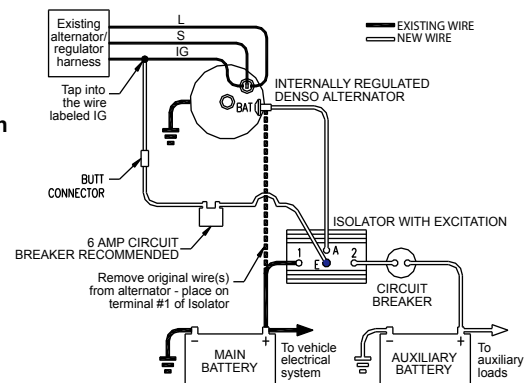 Existing
alternator/
regulator
harness
L
S
IG
EXISTING WIRE
NEW WIRE
Tap into
the wire
labeled IG
INTERNALLY REGULATED
DENSO ALTERNATOR
BAT
n
BUTT
CONNECTOR
6 AMP CIRCUIT
BREAKER RECOMMENDED
ISOLATOR WITH EXCITATION
1
A
E
2
Remove original wire(s)
from alternator - place on
terminal #1 of Isolator
CIRCUIT
BREAKER
- +
MAIN
BATTERY
To vehicle
electrical
system
- +
AUXILIARY
BATTERY
To
auxiliary
loads